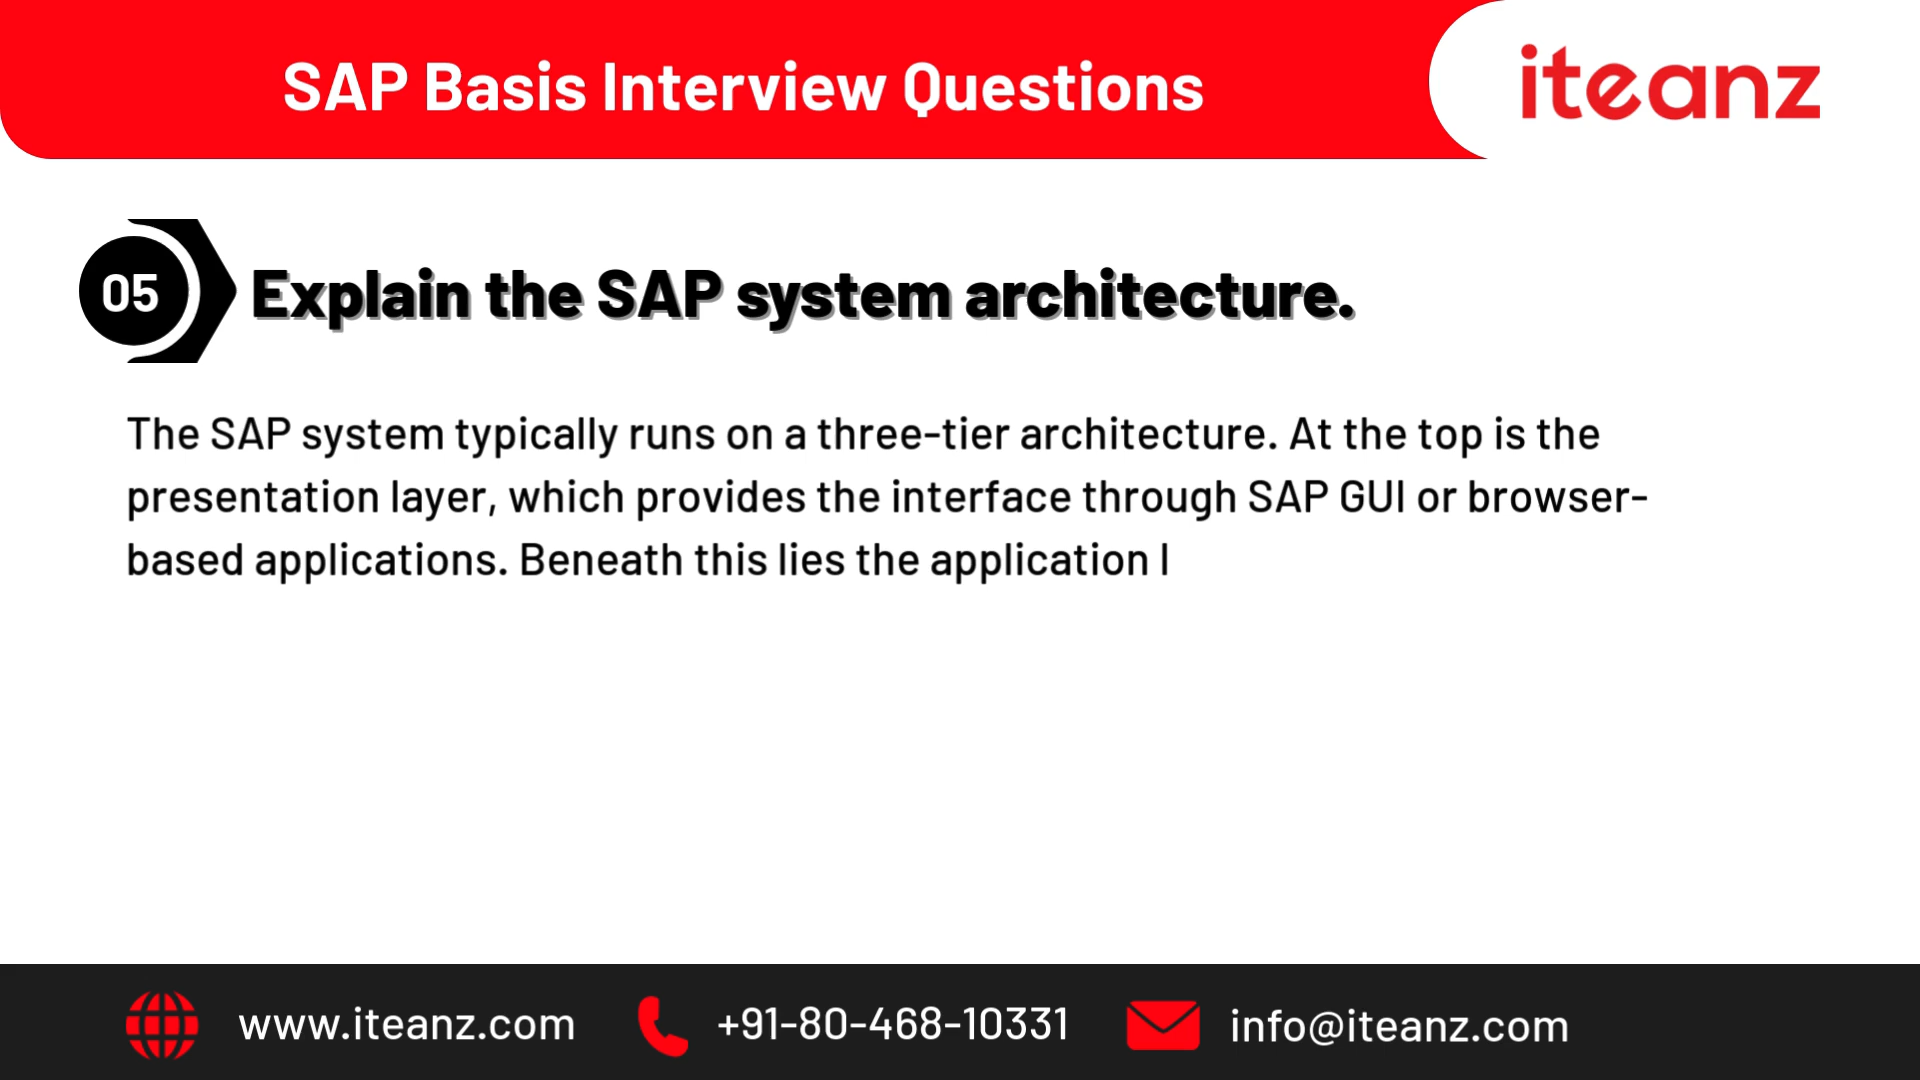 SAP Basis Interview Questions
iteanz
05
Explain the SAP system architecture.
The SAP system typically runs on a three-tier architecture. At the top is the
presentation layer, which provides the interface through SAP GUI or browser-
based applications. Beneath this lies the application l
www.iteanz.com
+91-80-468-10331
info@iteanz.com